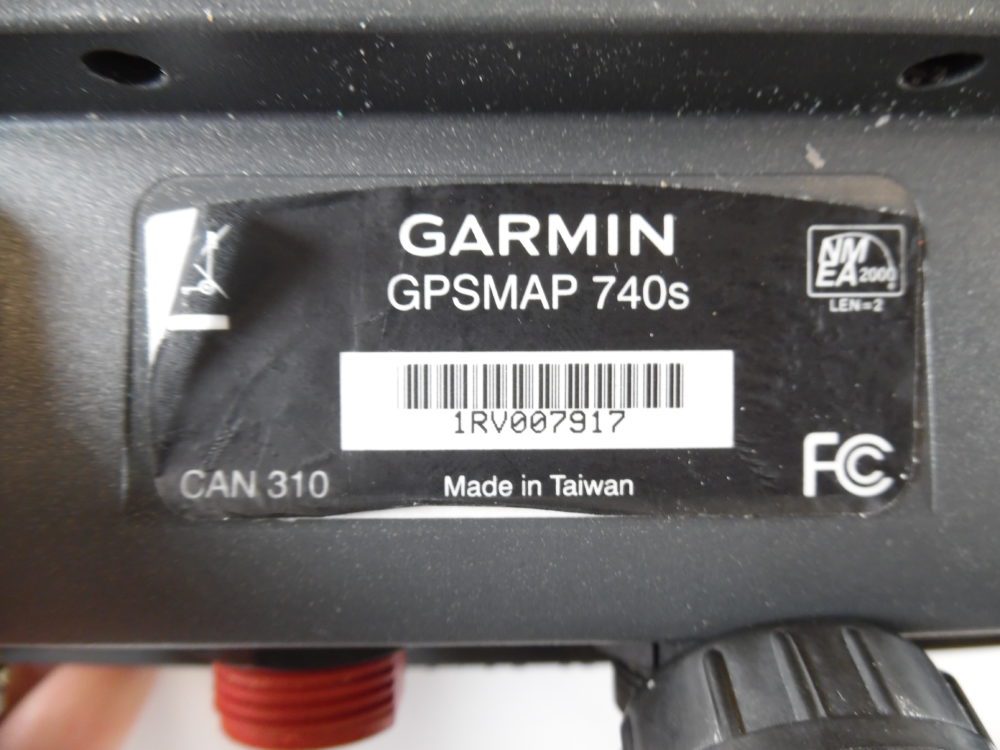 GARMIN
GPSMAP 740s
NMEA 2000
LEN=2
1RV007917
CAN 310
Made in Taiwan
FC